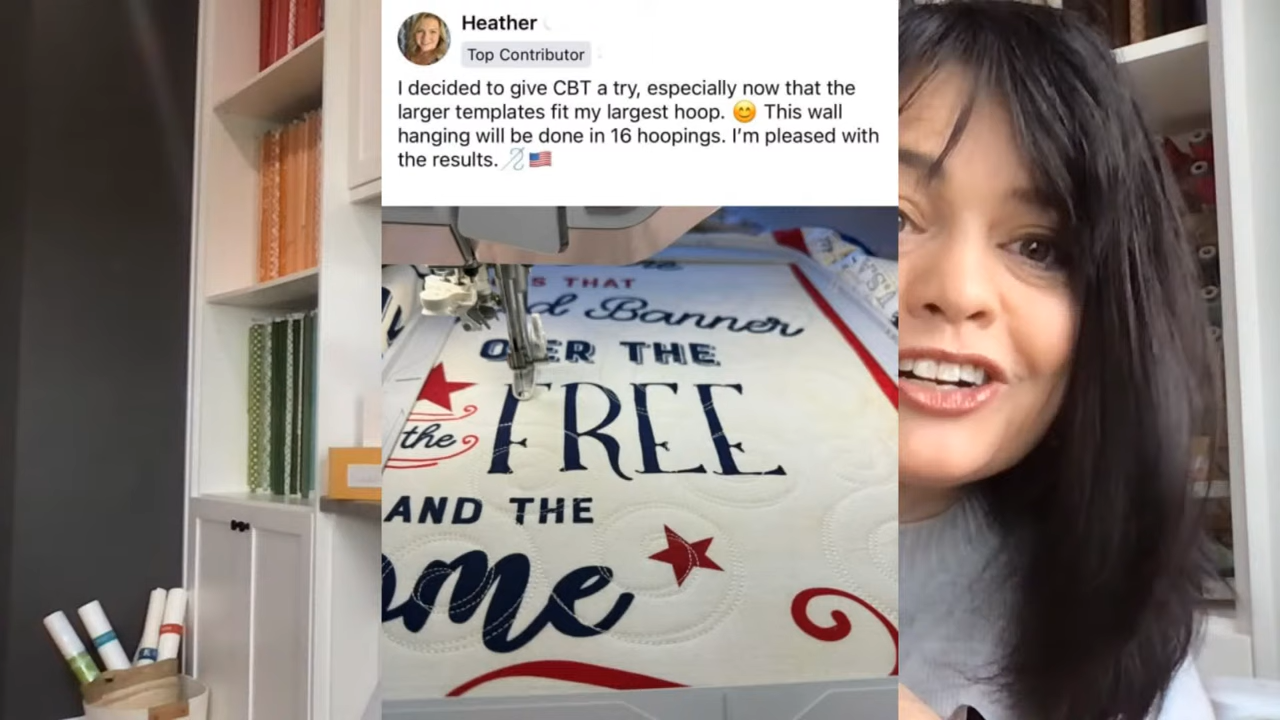 Heather
Top Contributor
I decided to give CBT a try, especially now that the
larger templates fit my largest hoop. 😊 This wall
hanging will be done in 16 hoopings. I'm pleased with
the results. 🪡🇺🇸
THAT
Banner
U.S.A
THE
the FREE
AND THE